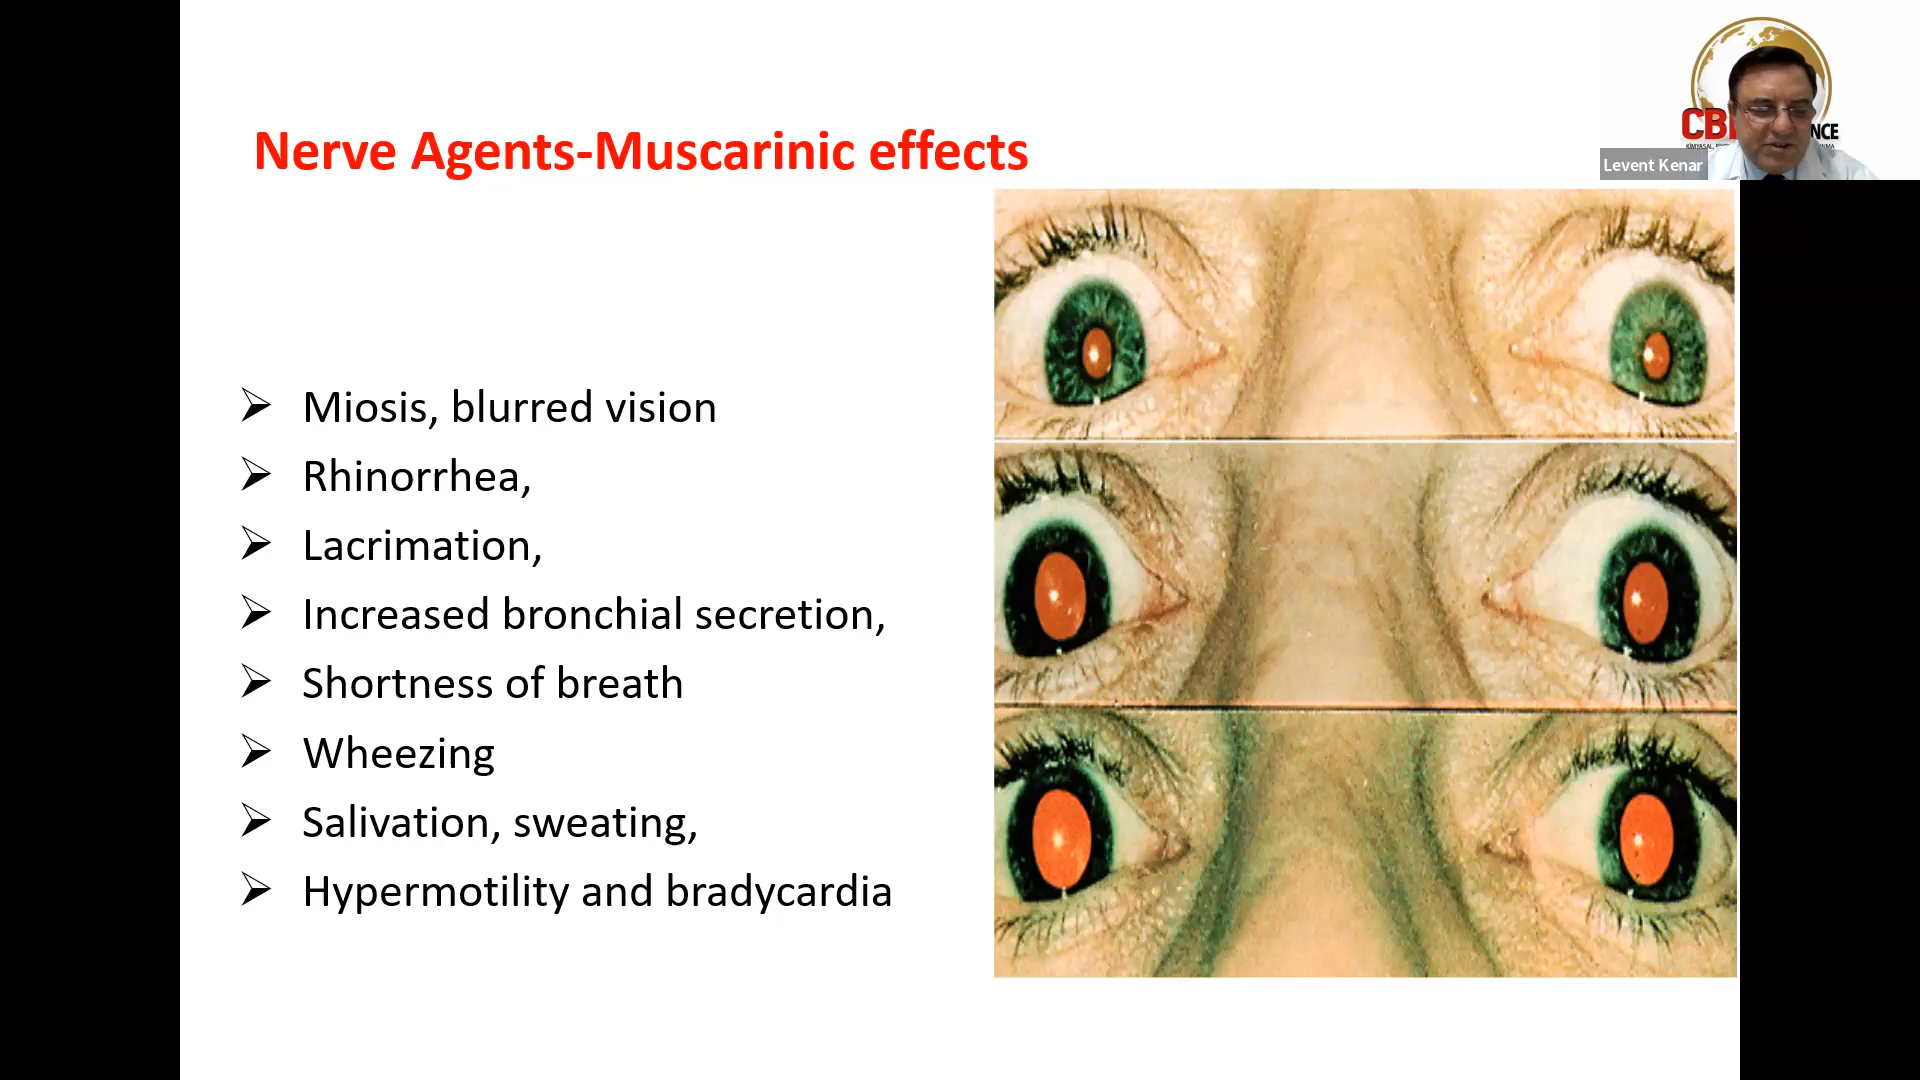 Nerve Agents-Muscarinic effects
Levent Kenar
➢ Miosis, blurred vision
➢ Rhinorrhea,
➢ Lacrimation,
➢ Increased bronchial secretion,
➢ Shortness of breath
➢ Wheezing
➢ Salivation, sweating,
➢ Hypermotility and bradycardia